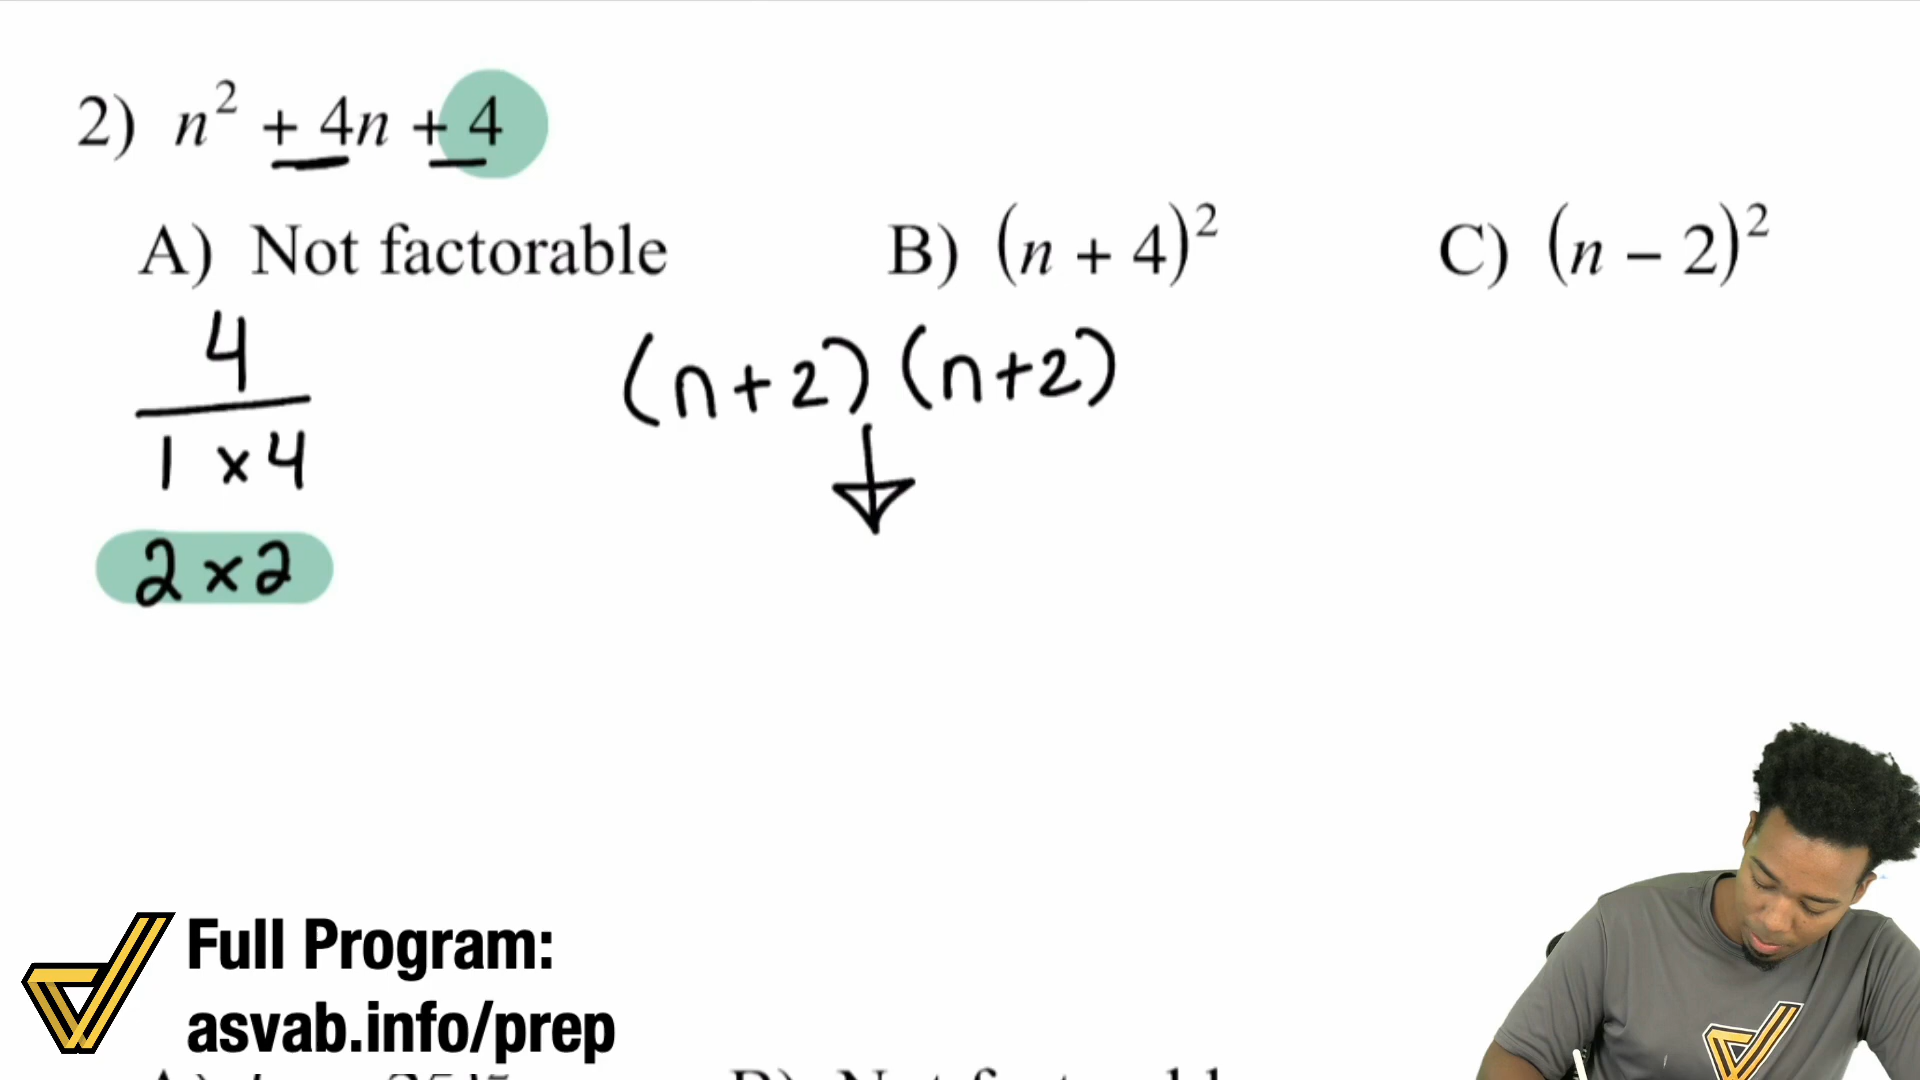 2) n² + 4n + 4
A) Not factorable B) (n + 4)² C) (n − 2)²
4
1 x 4
2 x 2
(n+2)(n+2)
Full Program:
asvab.info/prep